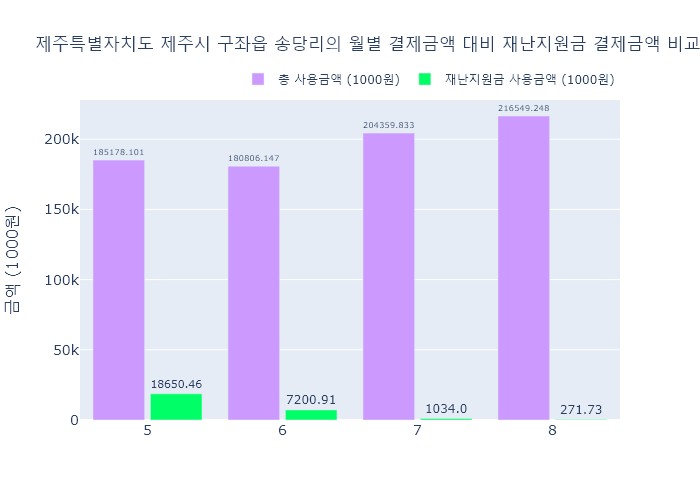 제주특별자치도 제주시 구좌읍 송당리의 월별 결제금액 대비 재난지원금 결제금액 비교
총 사용금액 (1000원) 재난지원금 사용금액 (1000원)
금액 (1000원)
200k
150k
100k
50k
0
185178.101
180806.147
204359.833
216549.248
18650.46
7200.91
1034.0
271.73
5 6 7 8